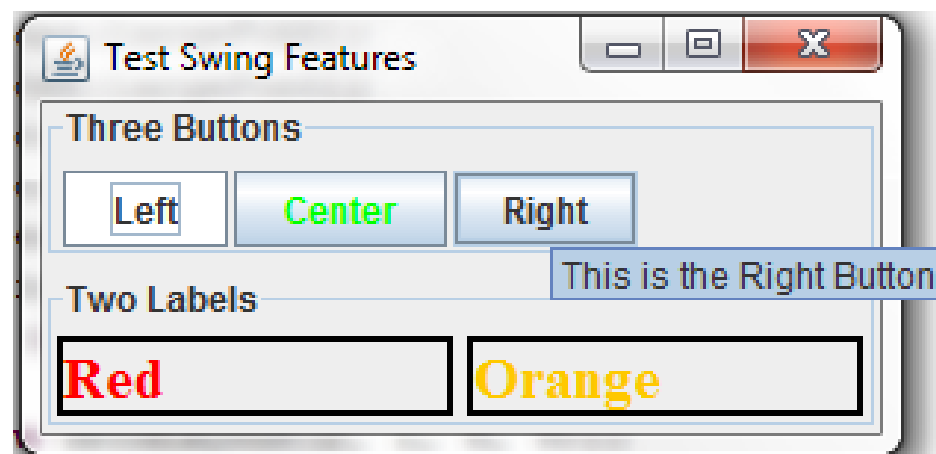 Test Swing Features
Three Buttons
Left Center Right
This is the Right Button
Two Labels
Red Orange